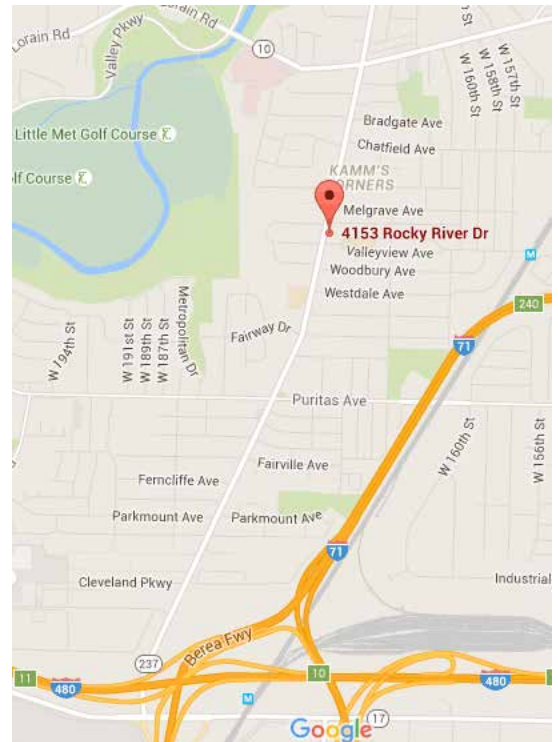 Lorain Rd
Lorain Rd
Valley Pkwy
10
W 157th St
W 158th St
W 160th St
Bradgate Ave
Little Met Golf Course
Chatfield Ave
KAMM'S
CORNERS
lf Course
Melgrave Ave
4153 Rocky River Dr
Valleyview Ave
M
Woodbury Ave
Westdale Ave
240
Metropolitan Dr
W 194th St
W 191st St
W 189th St
W 187th St
Fairway Dr
71
Puritas Ave
W 160th St
W 156th St
Fairville Ave
Ferncliffe Ave
Parkmount Ave
Parkmount Ave
71
Cleveland Pkwy
Industrial
Berea Fwy
237
11
480
10
480
M
Google
17